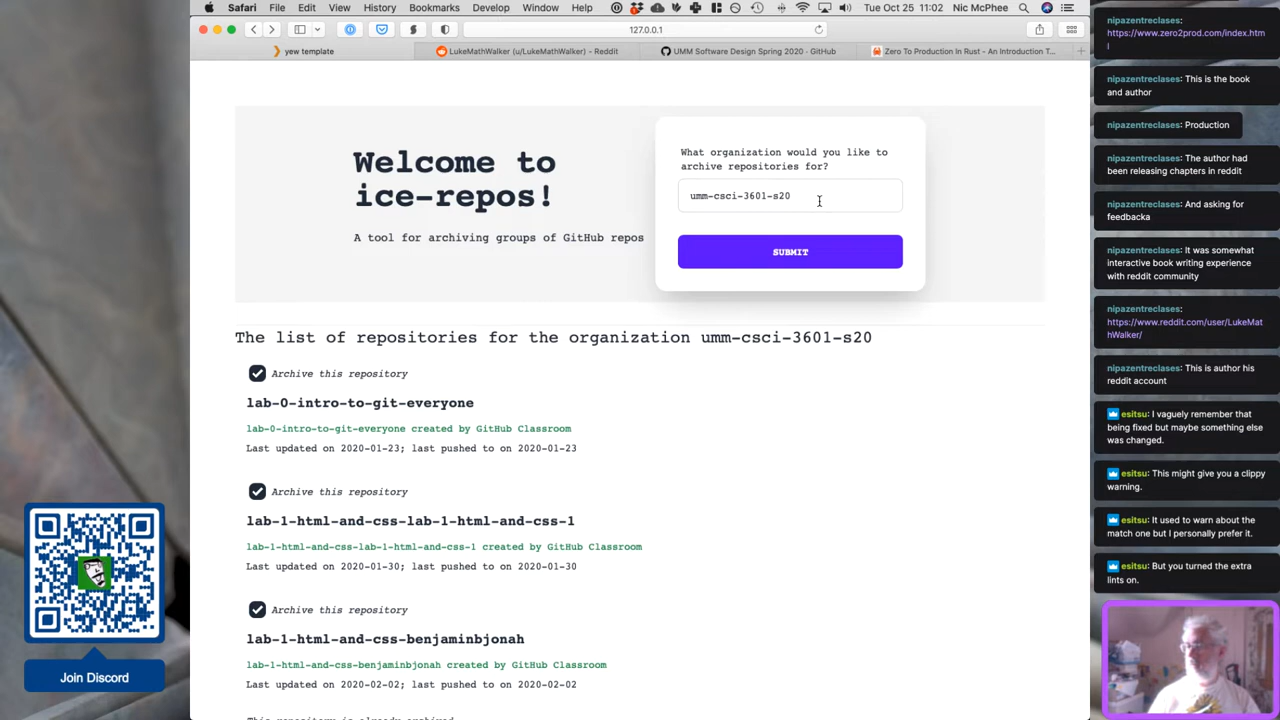 Safari File Edit View History Bookmarks Develop Window Help Tue Oct 25 11:02 Nic McPhee
127.0.0.1
yew template LukeMathWalker (u/LukeMathWalker) - Reddit UMM Software Design Spring 2020 · GitHub Zero To Production In Rust - An Introduction T...
Welcome to
ice-repos!
A tool for archiving groups of GitHub repos
What organization would you like to
archive repositories for?
umm-csci-3601-s20
SUBMIT
The list of repositories for the organization umm-csci-3601-s20
Archive this repository
lab-0-intro-to-git-everyone
lab-0-intro-to-git-everyone created by GitHub Classroom
Last updated on 2020-01-23; last pushed to on 2020-01-23
Archive this repository
lab-1-html-and-css-lab-1-html-and-css-1
lab-1-html-and-css-lab-1-html-and-css-1 created by GitHub Classroom
Last updated on 2020-01-30; last pushed to on 2020-01-30
Archive this repository
lab-1-html-and-css-benjaminbjonah
lab-1-html-and-css-benjaminbjonah created by GitHub Classroom
Last updated on 2020-02-02; last pushed to on 2020-02-02
This repository is already archived
Join Discord
nipazentreclases:
https://www.zero2prod.com/index.htm
l
nipazentreclases: This is the book
and author
nipazentreclases: Production
nipazentreclases: The author had
been releasing chapters in reddit
nipazentreclases: And asking for
feedbacka
nipazentreclases: It was somewhat
interactive book writing experience
with reddit community
nipazentreclases:
https://www.reddit.com/user/LukeMat
hWalker/
nipazentreclases: This is author his
reddit account
esitsu: I vaguely remember that
being fixed but maybe something else
was changed.
esitsu: This might give you a clippy
warning.
esitsu: It used to warn about the
match one but I personally prefer it.
esitsu: But you turned the extra
lints on.